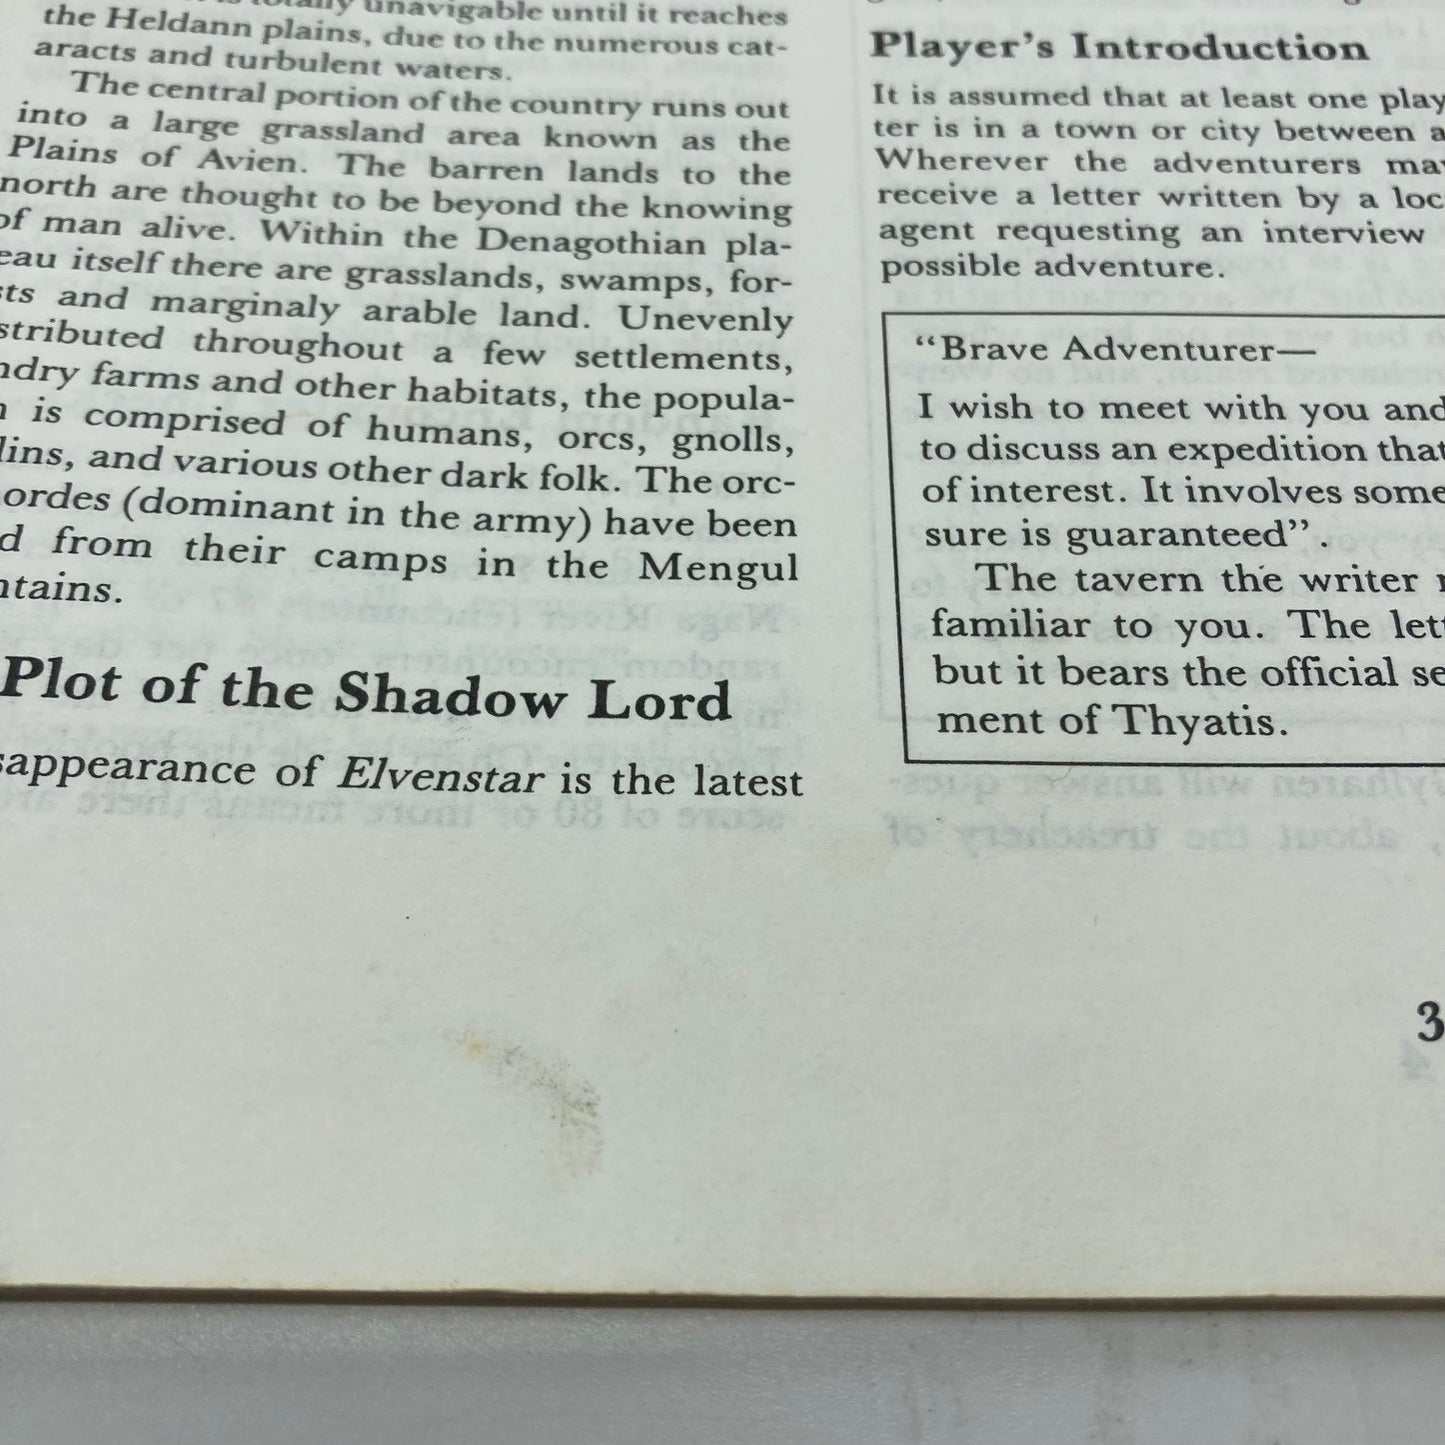 unavigable until it reaches
the Heldann plains, due to the numerous cat-
aracts and turbulent waters.
The central portion of the country runs out
into a large grassland area known as the
Plains of Avien. The barren lands to the
north are thought to be beyond the knowing
of man alive. Within the Denagothian pla-
eau itself there are grasslands, swamps, for-
sts and marginaly arable land. Unevenly
stributed throughout a few settlements,
ndry farms and other habitats, the popula-
n is comprised of humans, orcs, gnolls,
lins, and various other dark folk. The orc-
ordes (dominant in the army) have been
d from their camps in the Mengul
ntains.
Plot of the Shadow Lord
sappearance of Elvenstar is the latest
Player's Introduction
It is assumed that at least one play
ter is in a town or city between a
Wherever the adventurers may
receive a letter written by a loc
agent requesting an interview
possible adventure.
"Brave Adventurer—
I wish to meet with you and
to discuss an expedition that
of interest. It involves some
sure is guaranteed".
The tavern the writer
familiar to you. The lett
but it bears the official se
ment of Thyatis.
3